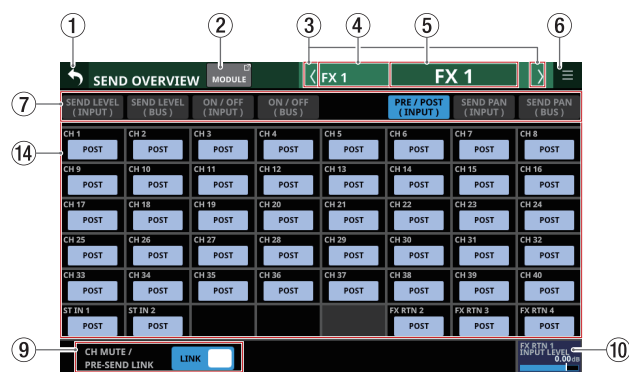 ① ② ③ ④ ⑤ ⑥
SEND OVERVIEW MODULE FX 1 FX 1
⑦
SEND LEVEL SEND LEVEL ON / OFF ON / OFF PRE / POST SEND PAN SEND PAN
( INPUT ) ( BUS ) ( INPUT ) ( BUS ) ( INPUT ) ( INPUT ) ( BUS )
⑭
CH 1 CH 2 CH 3 CH 4 CH 5 CH 6 CH 7 CH 8
POST POST POST POST POST POST POST POST
CH 9 CH 10 CH 11 CH 12 CH 13 CH 14 CH 15 CH 16
POST POST POST POST POST POST POST POST
CH 17 CH 18 CH 19 CH 20 CH 21 CH 22 CH 23 CH 24
POST POST POST POST POST POST POST POST
CH 25 CH 26 CH 27 CH 28 CH 29 CH 30 CH 31 CH 32
POST POST POST POST POST POST POST POST
CH 33 CH 34 CH 35 CH 36 CH 37 CH 38 CH 39 CH 40
POST POST POST POST POST POST POST POST
ST IN 1 ST IN 2 FX RTN 2 FX RTN 3 FX RTN 4
POST POST POST POST POST
⑨
CH MUTE /
PRE-SEND LINK LINK
FX RTN 1
INPUT LEVEL
0.00 dB
⑩